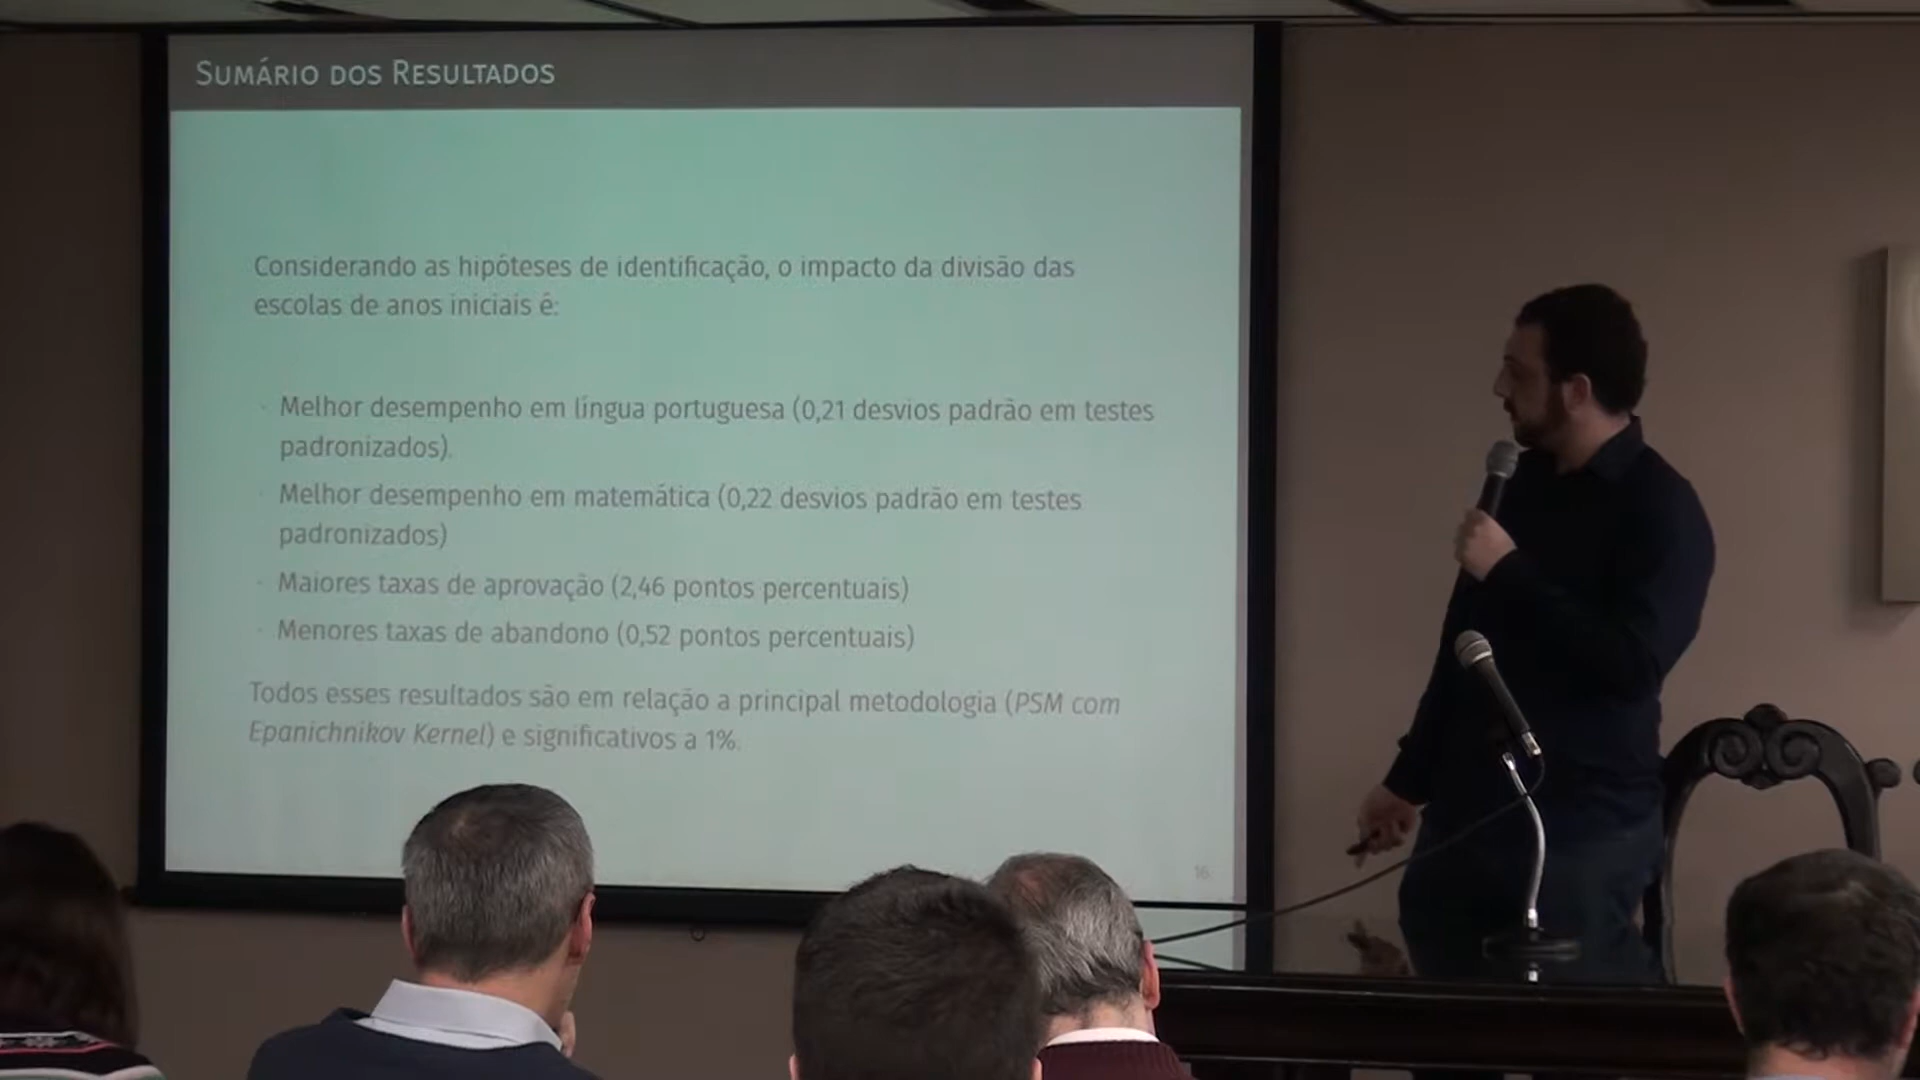 Sumário dos Resultados
Considerando as hipóteses de identificação, o impacto da divisão das
escolas de anos iniciais é:
· Melhor desempenho em língua portuguesa (0,21 desvios padrão em testes
padronizados).
· Melhor desempenho em matemática (0,22 desvios padrão em testes
padronizados)
· Maiores taxas de aprovação (2,46 pontos percentuais)
· Menores taxas de abandono (0,52 pontos percentuais)
Todos esses resultados são em relação a principal metodologia (PSM com
Epanichnikov Kernel) e significativos a 1%.
16